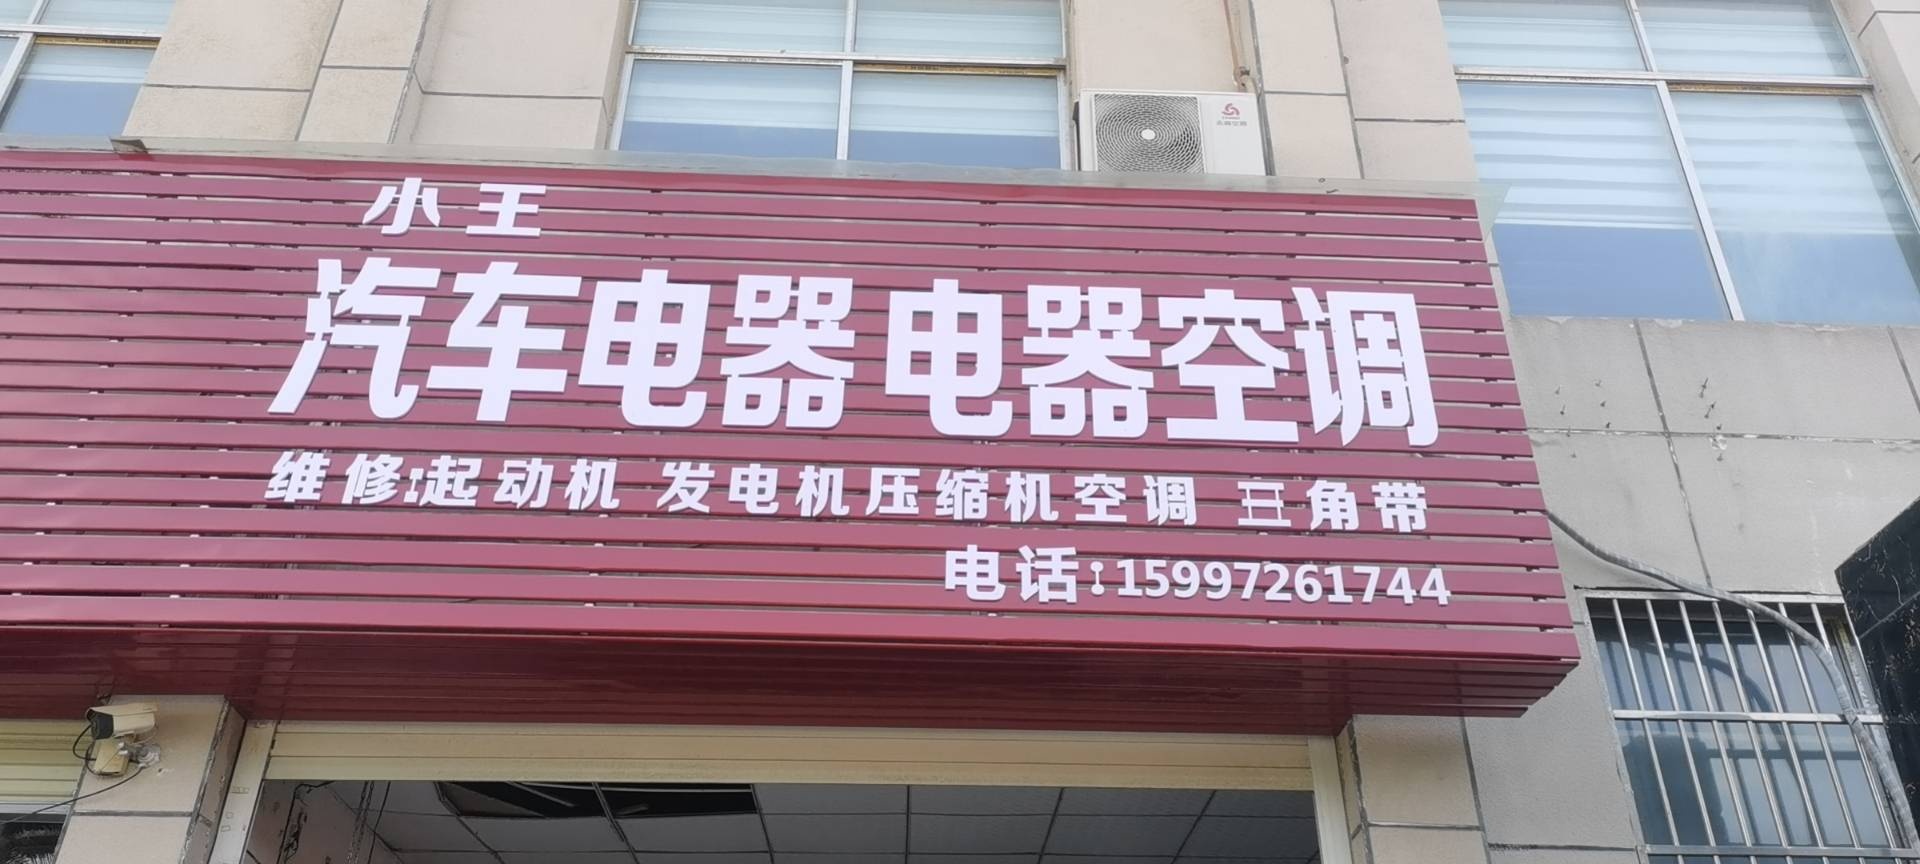 小王
汽车电器 电器空调
维修:起动机 发电机压缩机空调 三角带
电话:15997261744